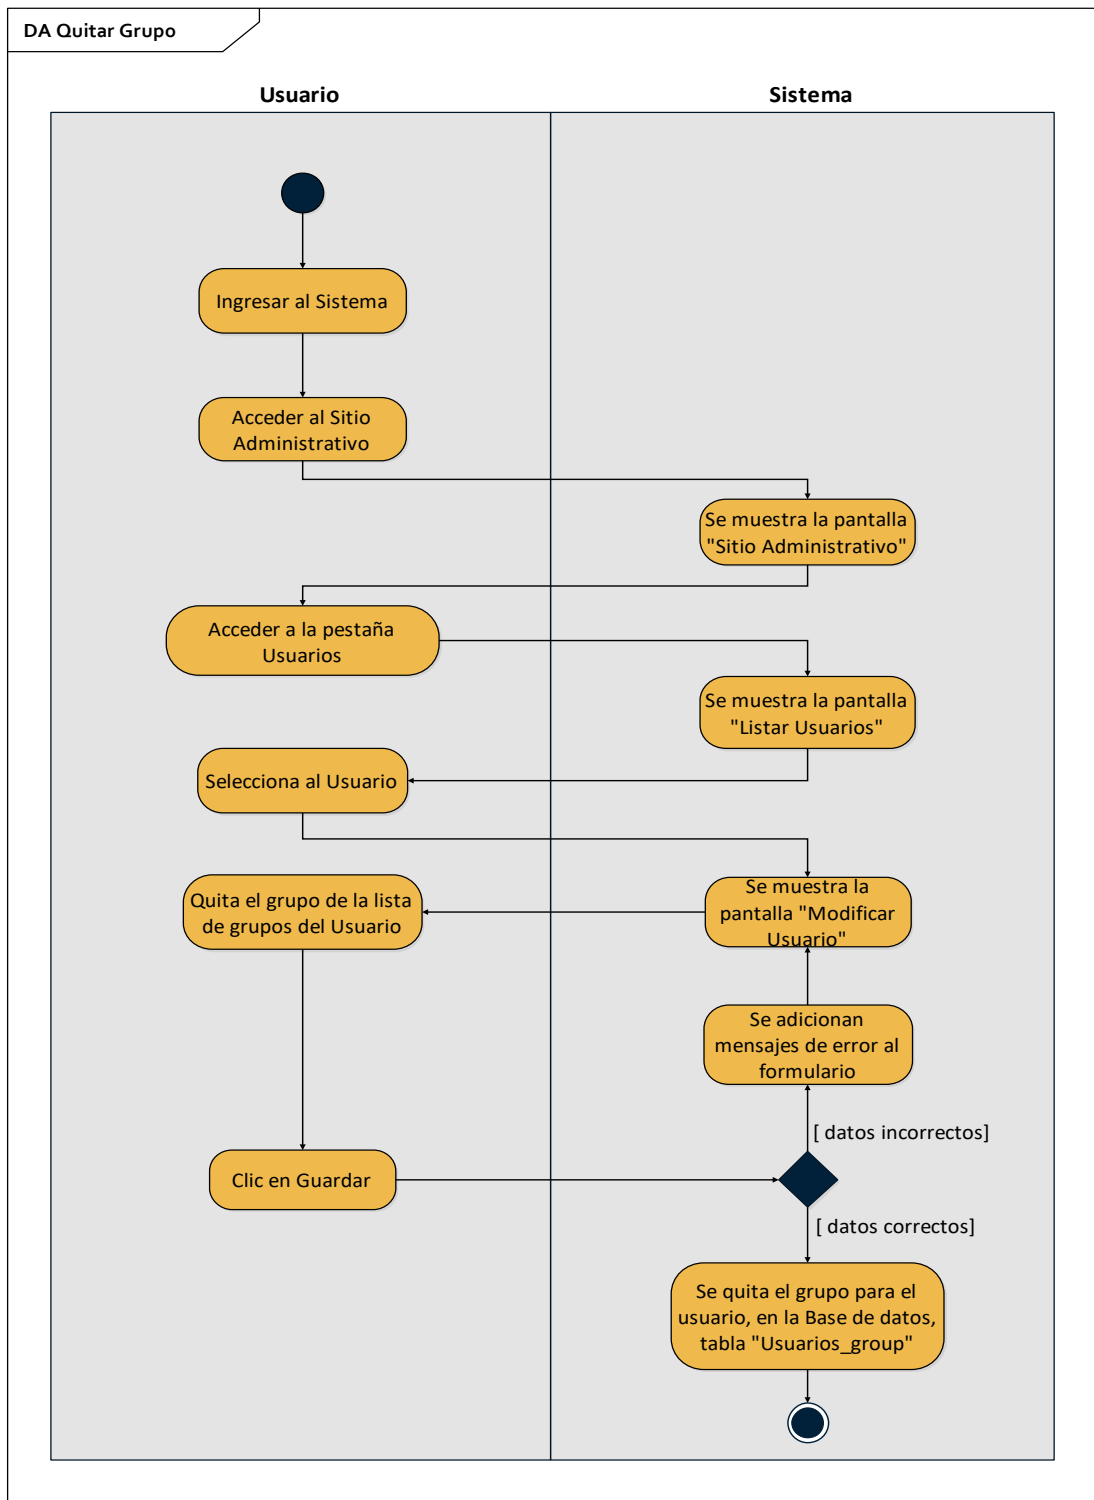 DA Quitar Grupo
Usuario
Sistema
Ingresar al Sistema
Acceder al Sitio
Administrativo
Se muestra la pantalla
"Sitio Administrativo"
Acceder a la pestaña
Usuarios
Se muestra la pantalla
"Listar Usuarios"
Selecciona al Usuario
Se muestra la
pantalla "Modificar
Usuario"
Quita el grupo de la lista
de grupos del Usuario
Se adicionan
mensajes de error al
formulario
[ datos incorrectos]
Clic en Guardar
[ datos correctos]
Se quita el grupo para el
usuario, en la Base de datos,
tabla "Usuarios_group"